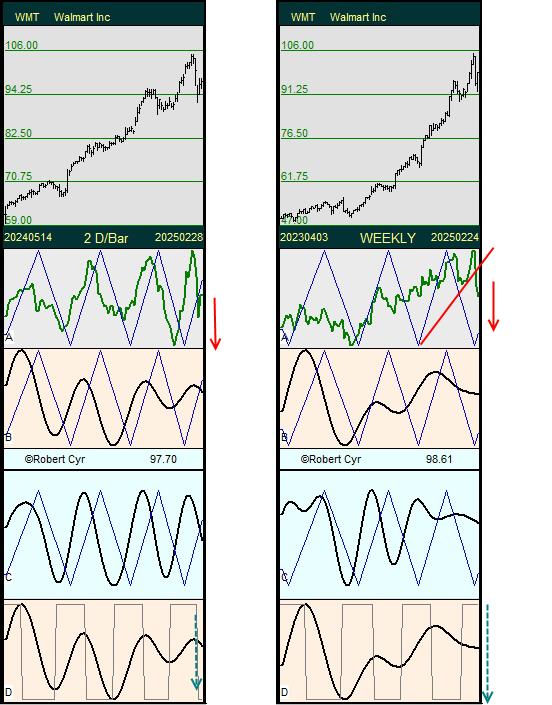 WMT Walmart Inc
106.00
94.25
82.50
70.75
59.00
20240514 2 D/Bar 20250228
A
B
©Robert Cyr 97.70
C
D
WMT Walmart Inc
106.00
91.25
76.50
61.75
47.00
20230403 WEEKLY 20250224
A
B
©Robert Cyr 98.61
C
D